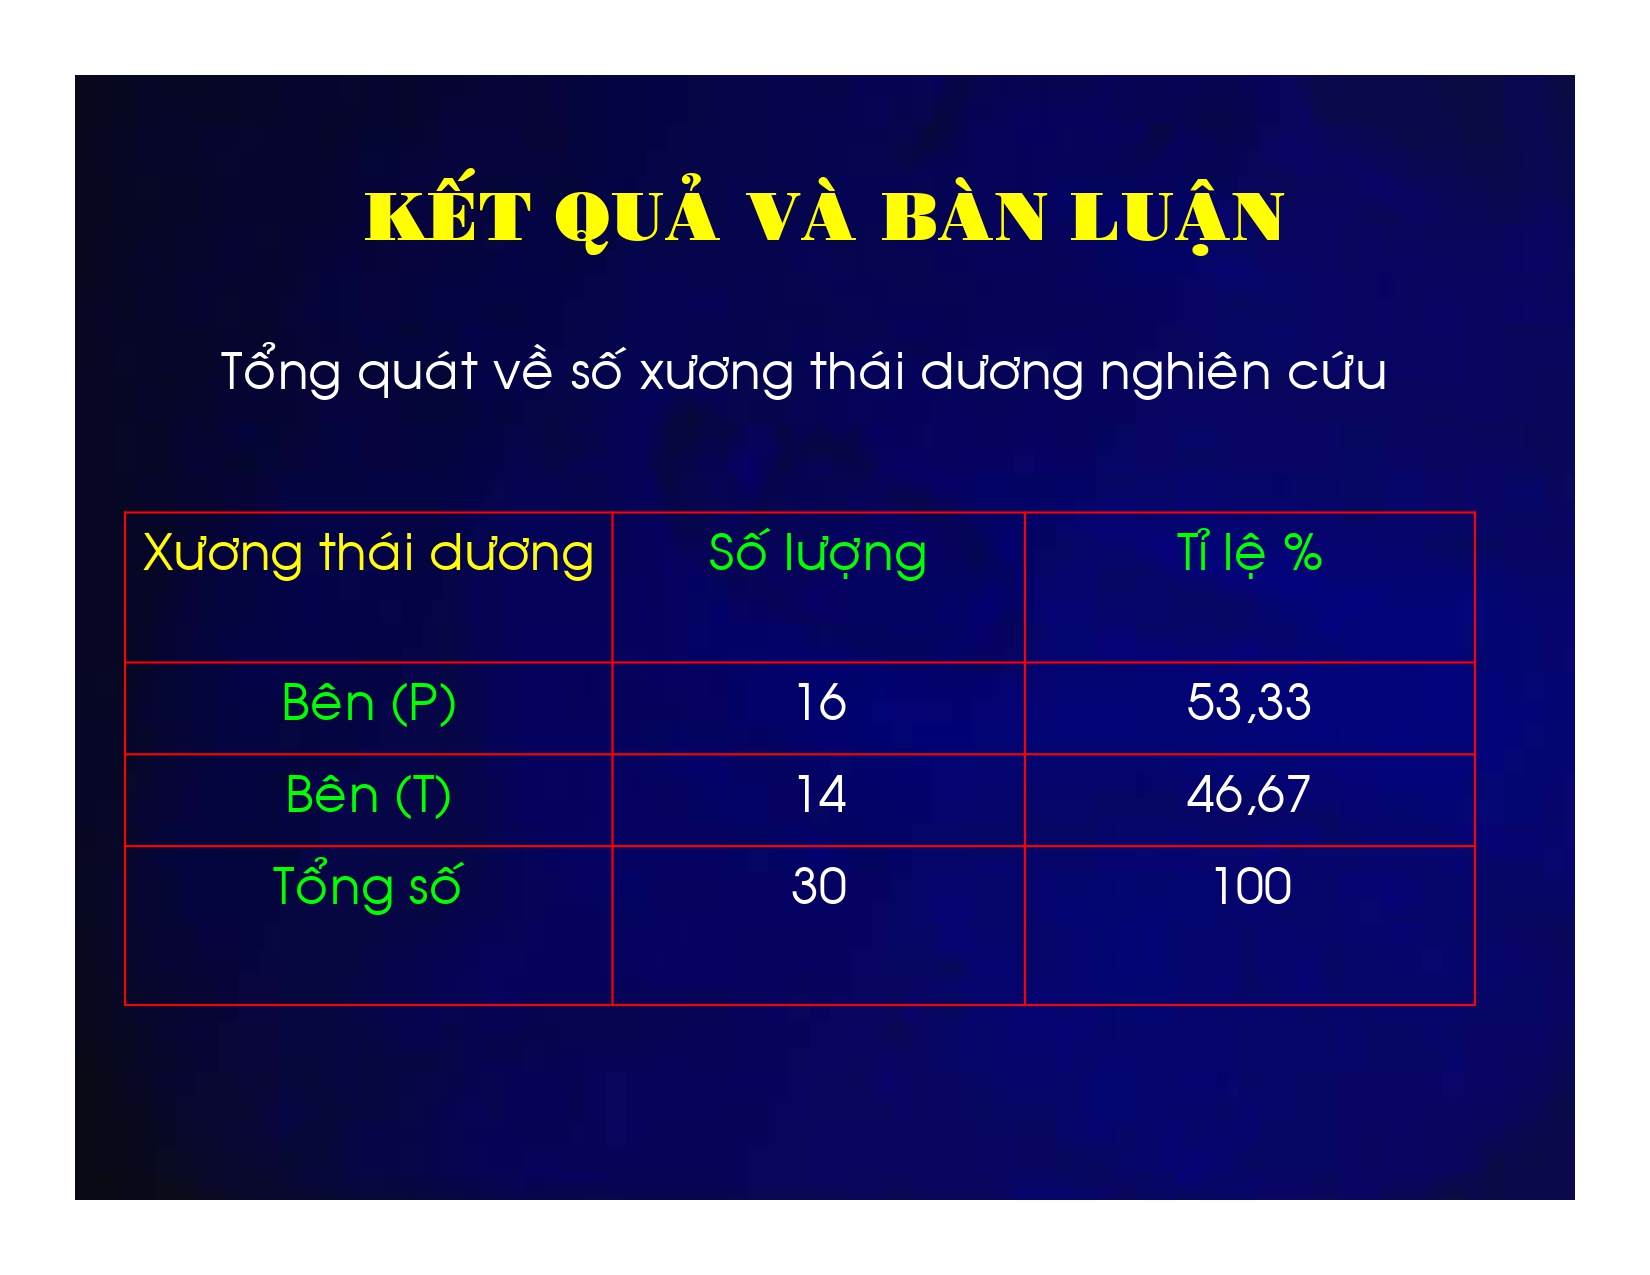 KẾT QUẢ VÀ BÀN LUẬN
Tổng quát về số xương thái dương nghiên cứu
Xương thái dương Số lượng Tỉ lệ %
Bên (P) 16 53,33
Bên (T) 14 46,67
Tổng số 30 100